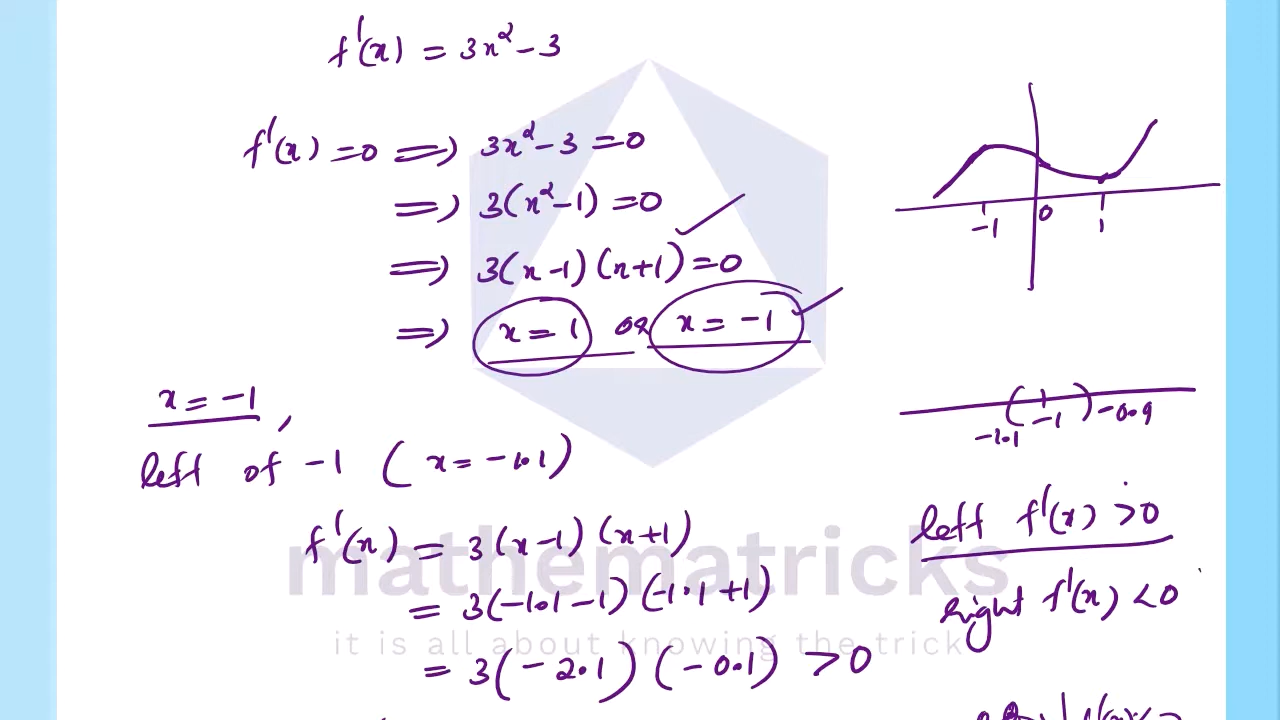 f'(x) = 3x² - 3
f'(x) = 0 ⟹ 3x² - 3 = 0
⟹ 3(x² - 1) = 0
⟹ 3(x - 1)(x + 1) = 0
⟹ x = 1 or x = -1
-1 0 1
x = -1,
left of -1 (x = -1.1)
-1.1 -1 -0.9
f'(x) = 3(x - 1)(x + 1)
= 3(-1.1 - 1)(-1.1 + 1)
= 3(-2.1)(-0.1) > 0
left f'(x) > 0
right f'(x) < 0
mathematricks
it is all about knowing the trick